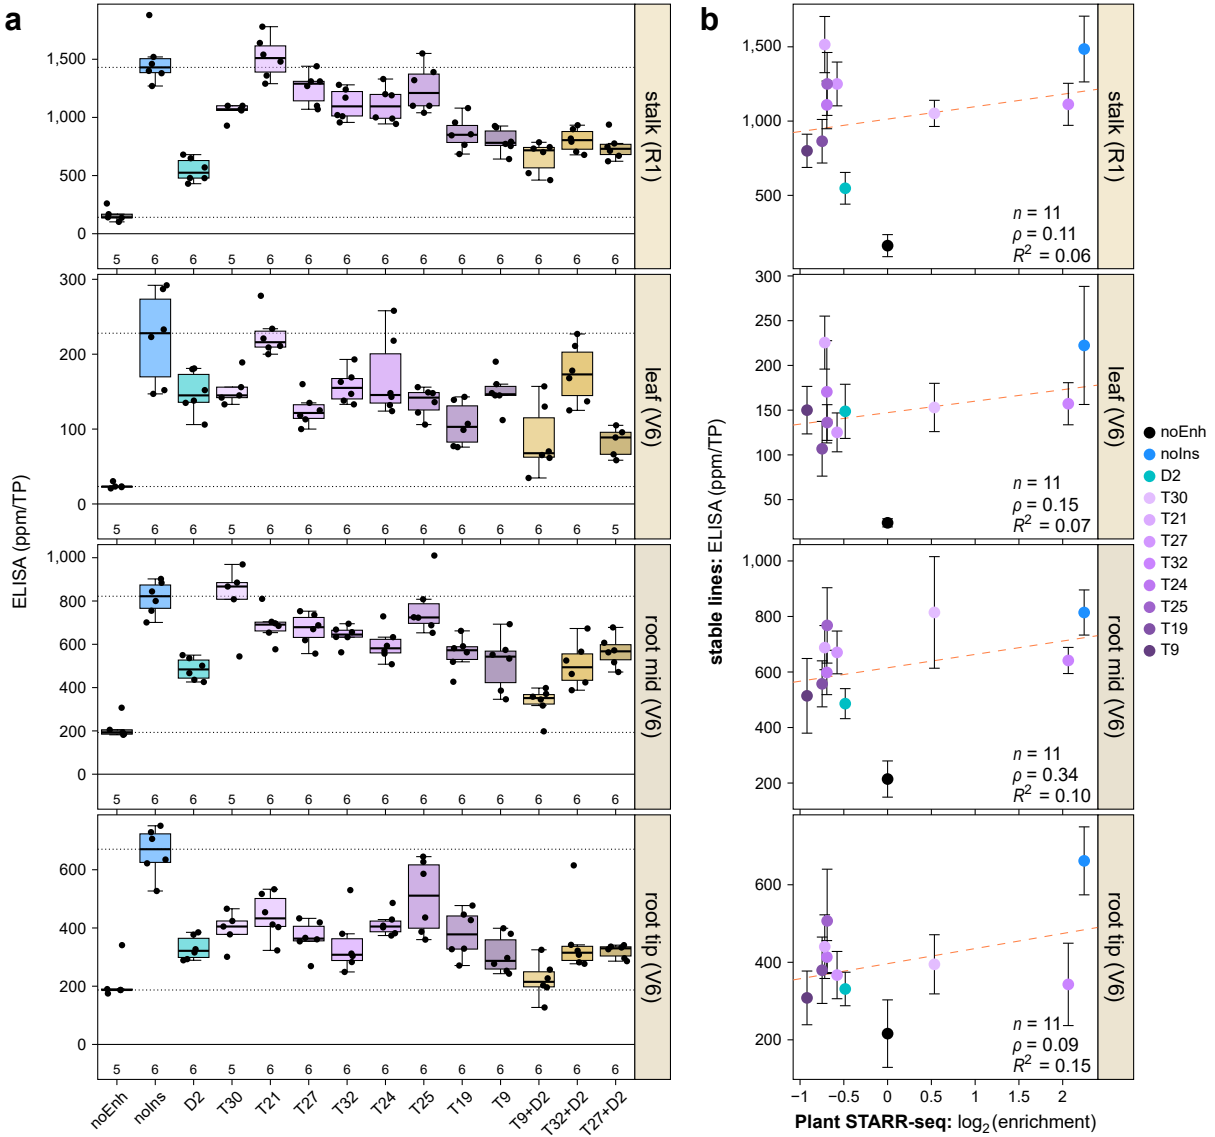 a
b
ELISA (ppm/TP)
1,500
1,000
500
0
5 6 6 5 6 6 6 6 6 6 6 6 6 6
stalk (R1)
300
200
100
0
5 6 6 5 6 6 6 6 6 6 6 6 6 5
leaf (V6)
1,000
800
600
400
200
0
5 6 6 5 6 6 6 6 6 6 6 6 6 6
root mid (V6)
600
400
200
0
5 6 6 6 6 6 6 6 6 6 6 6 6 6
root tip (V6)
noEnh noIns D2 T30 T21 T27 T32 T24 T25 T19 T9 T9+D2 T32+D2 T27+D2
stable lines: ELISA (ppm/TP)
1,500
1,000
500
n = 11
ρ = 0.11
R² = 0.06
stalk (R1)
300
250
200
150
100
50
n = 11
ρ = 0.15
R² = 0.07
leaf (V6)
1,000
800
600
400
200
n = 11
ρ = 0.34
R² = 0.10
root mid (V6)
600
400
200
n = 11
ρ = 0.09
R² = 0.15
root tip (V6)
−1 −0.5 0 0.5 1 1.5 2
Plant STARR-seq: log₂(enrichment)
noEnh
noIns
D2
T30
T21
T27
T32
T24
T25
T19
T9